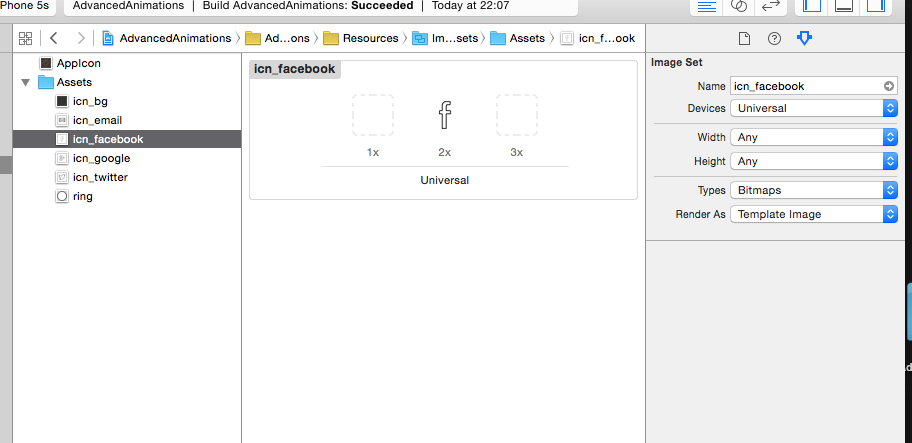 Phone 5s AdvancedAnimations | Build AdvancedAnimations: Succeeded | Today at 22:07
AdvancedAnimations Ad...ons Resources Im...sets Assets icn_f...ook
AppIcon
Assets
icn_bg
icn_email
icn_facebook
icn_google
icn_twitter
ring
icn_facebook
1x 2x 3x
Universal
Image Set
Name icn_facebook
Devices Universal
Width Any
Height Any
Types Bitmaps
Render As Template Image